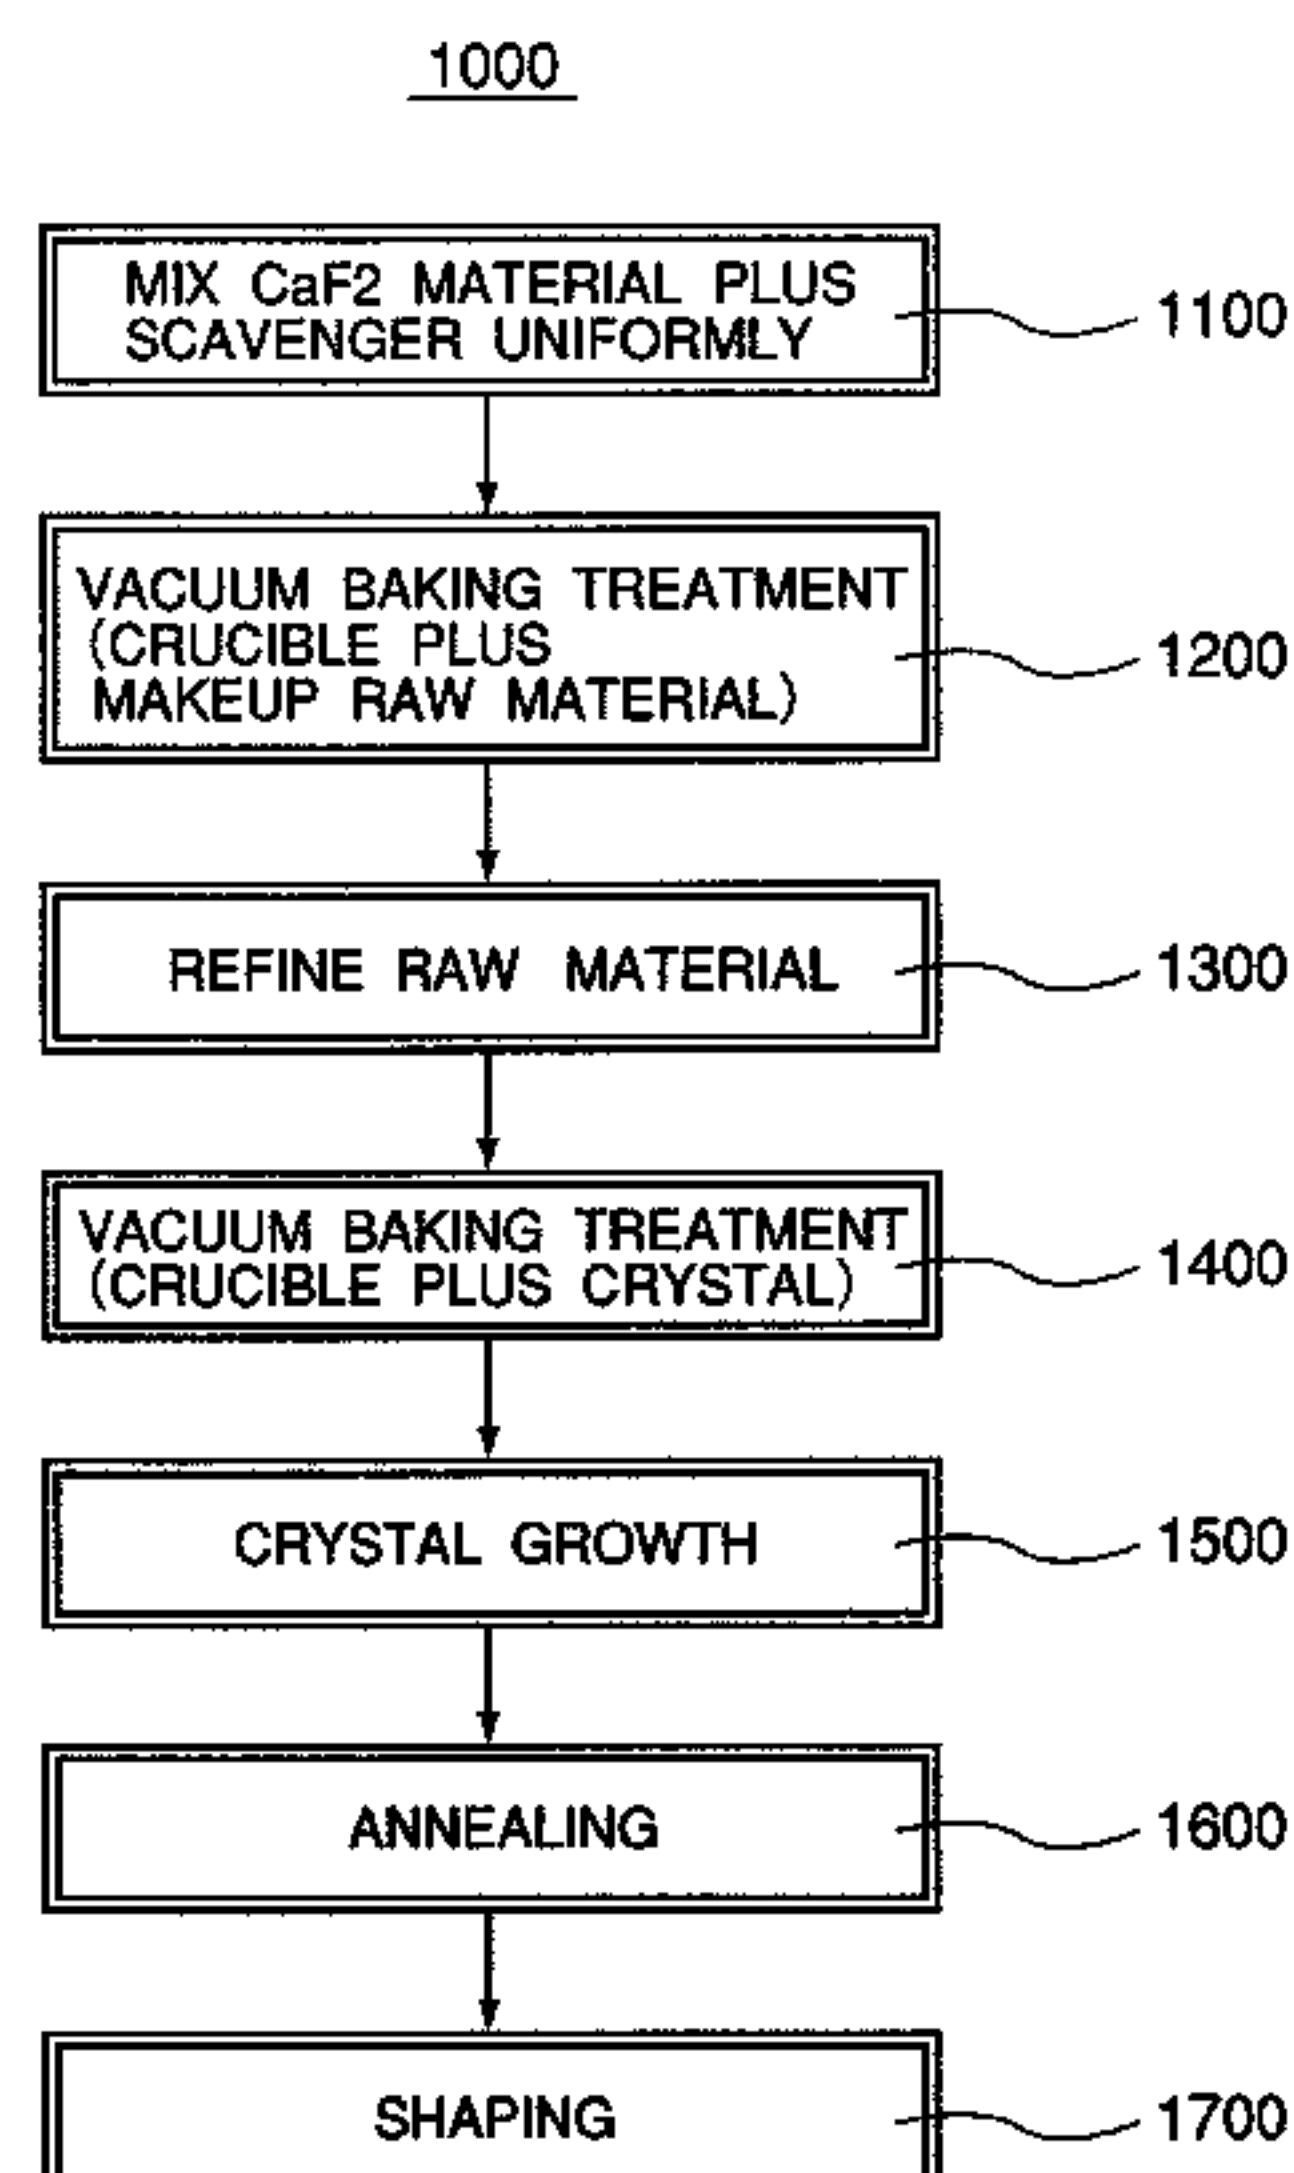 1000
MIX CaF2 MATERIAL PLUS
SCAVENGER UNIFORMLY
1100
VACUUM BAKING TREATMENT
(CRUCIBLE PLUS
MAKEUP RAW MATERIAL)
1200
REFINE RAW MATERIAL
1300
VACUUM BAKING TREATMENT
(CRUCIBLE PLUS CRYSTAL)
1400
CRYSTAL GROWTH
1500
ANNEALING
1600
SHAPING
1700